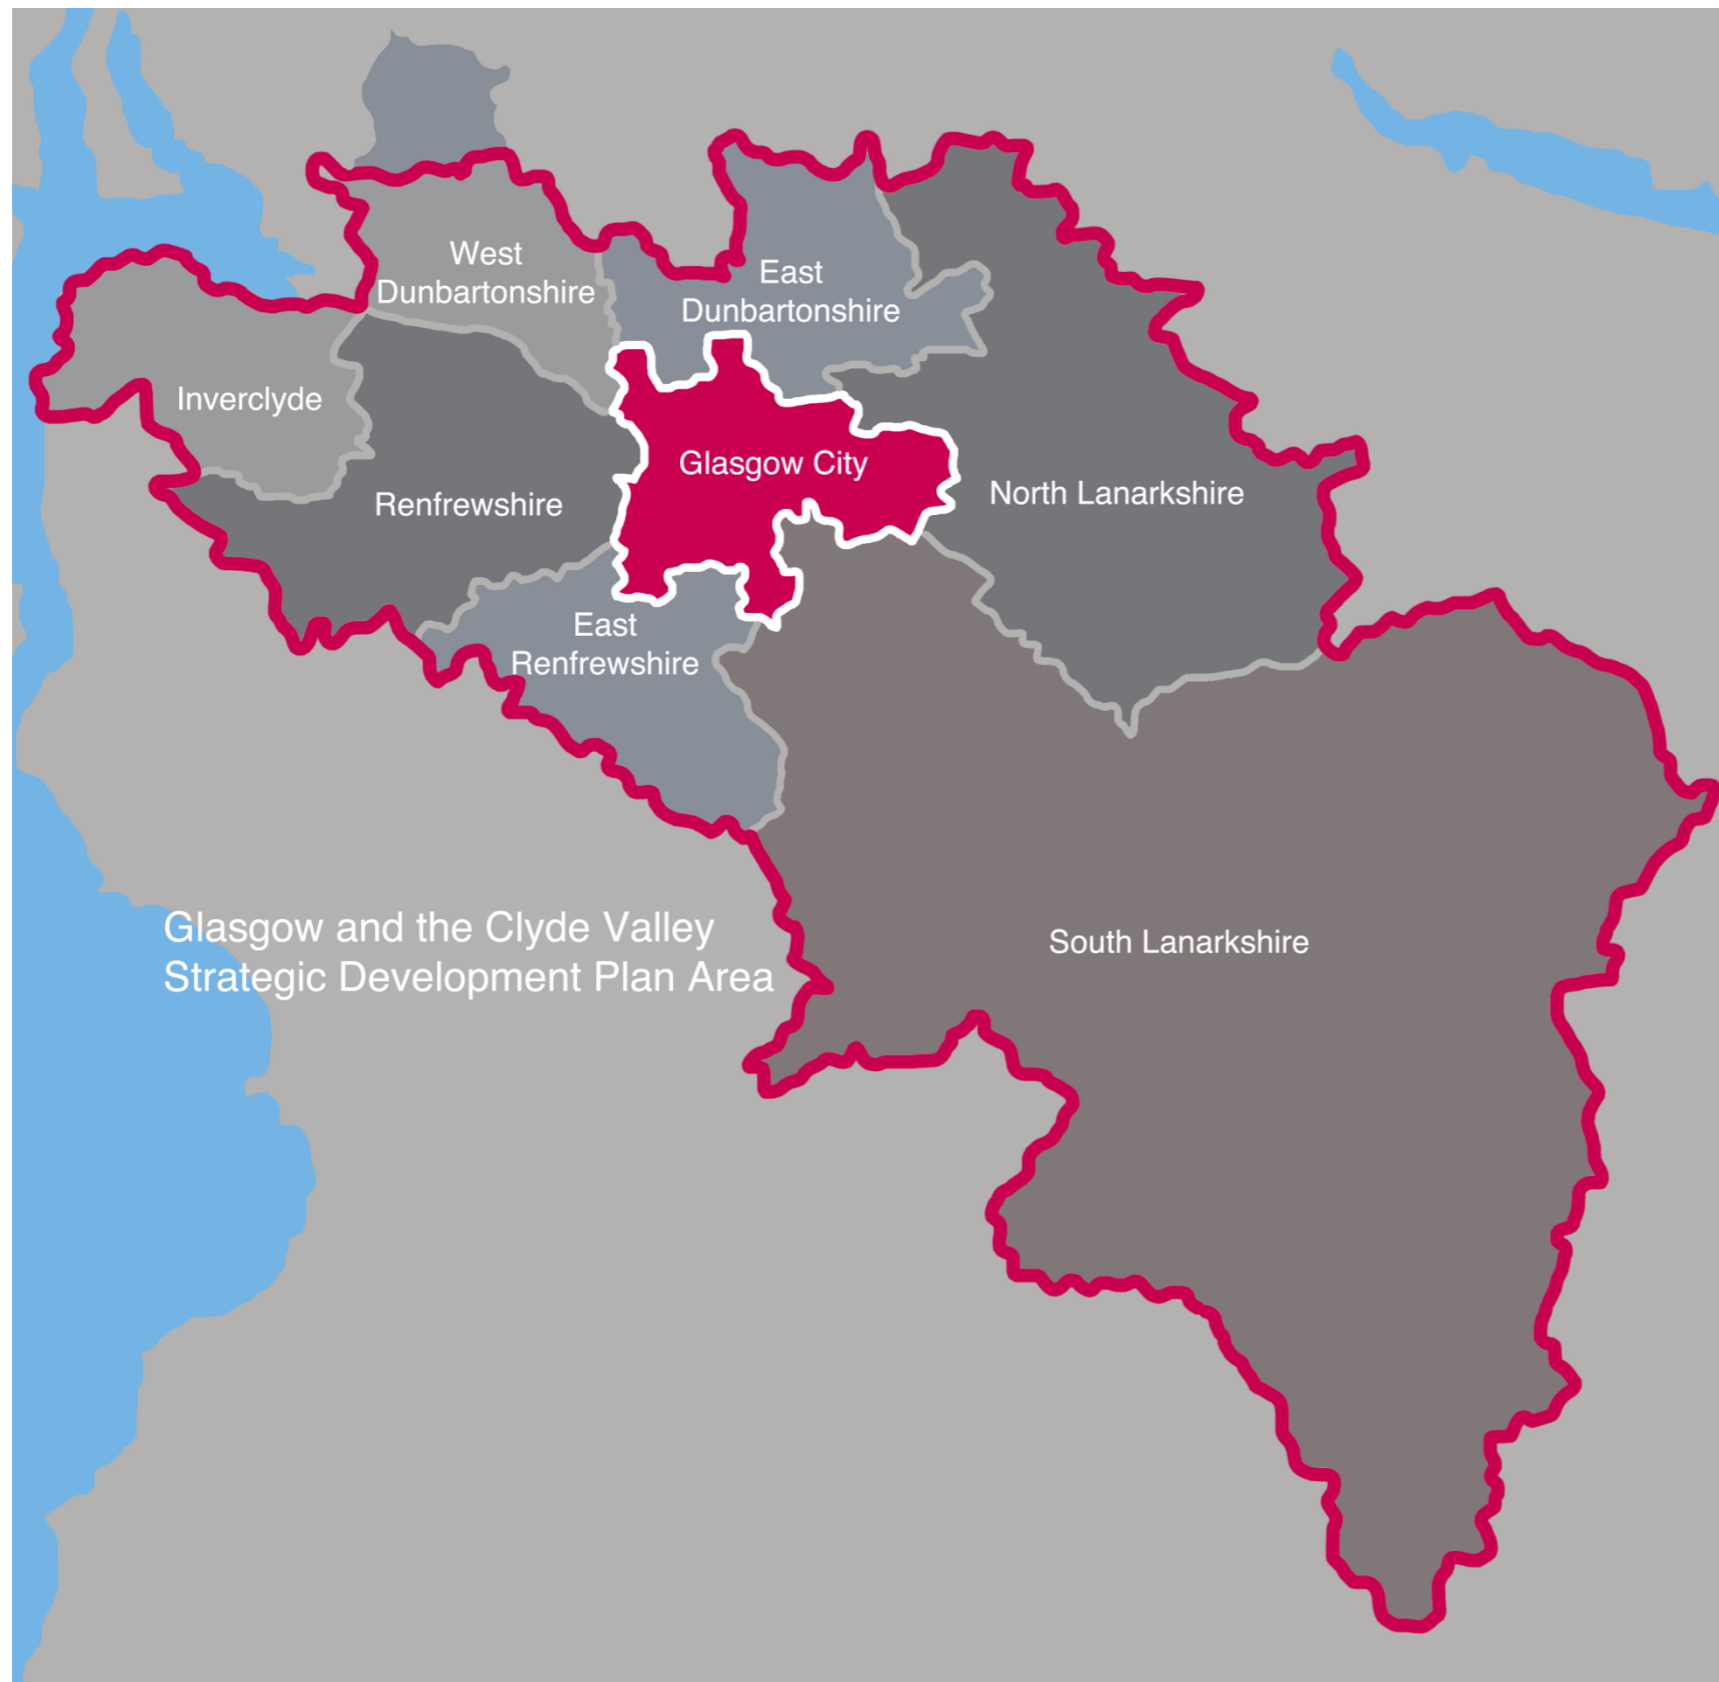 West
Dunbartonshire
East
Dunbartonshire
Inverclyde
Glasgow City
Renfrewshire
North Lanarkshire
East
Renfrewshire
Glasgow and the Clyde Valley
Strategic Development Plan Area
South Lanarkshire